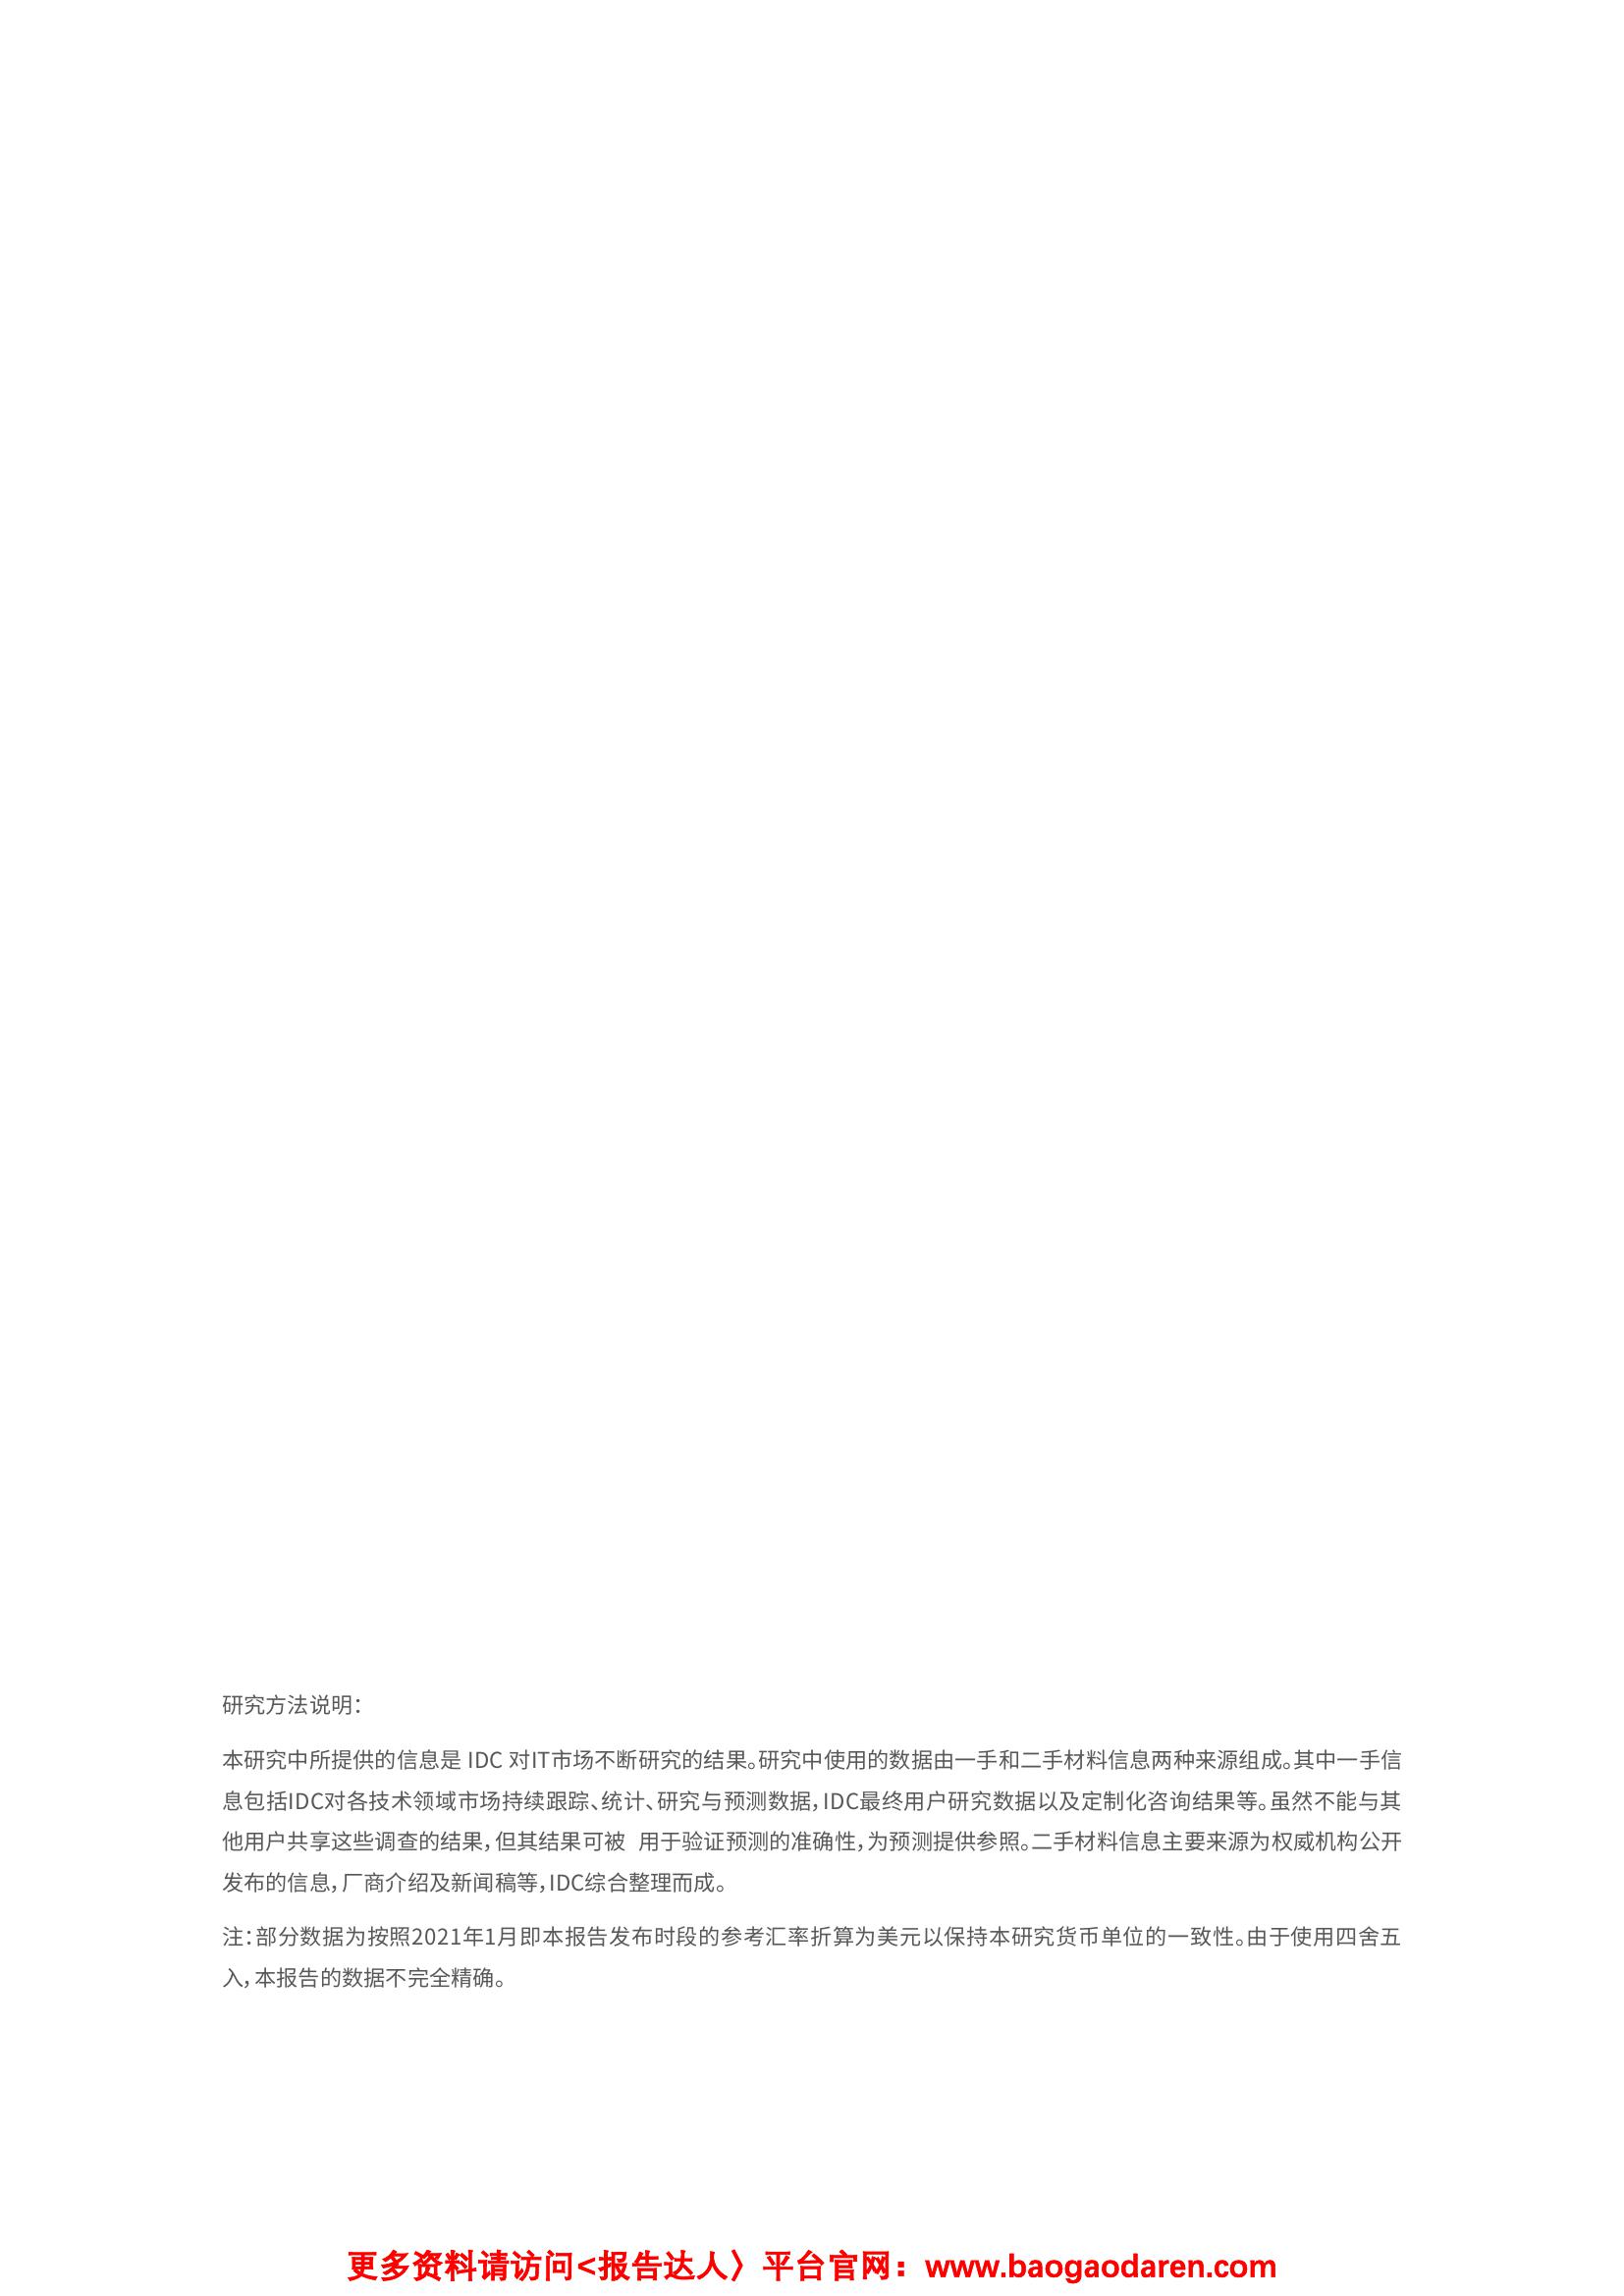 研究方法说明：
本研究中所提供的信息是 IDC 对IT市场不断研究的结果。研究中使用的数据由一手和二手材料信息两种来源组成。其中一手信
息包括IDC对各技术领域市场持续跟踪、统计、研究与预测数据，IDC最终用户研究数据以及定制化咨询结果等。虽然不能与其
他用户共享这些调查的结果，但其结果可被 用于验证预测的准确性，为预测提供参照。二手材料信息主要来源为权威机构公开
发布的信息，厂商介绍及新闻稿等，IDC综合整理而成。
注：部分数据为按照2021年1月即本报告发布时段的参考汇率折算为美元以保持本研究货币单位的一致性。由于使用四舍五
入，本报告的数据不完全精确。
更多资料请访问<报告达人〉平台官网：www.baogaodaren.com